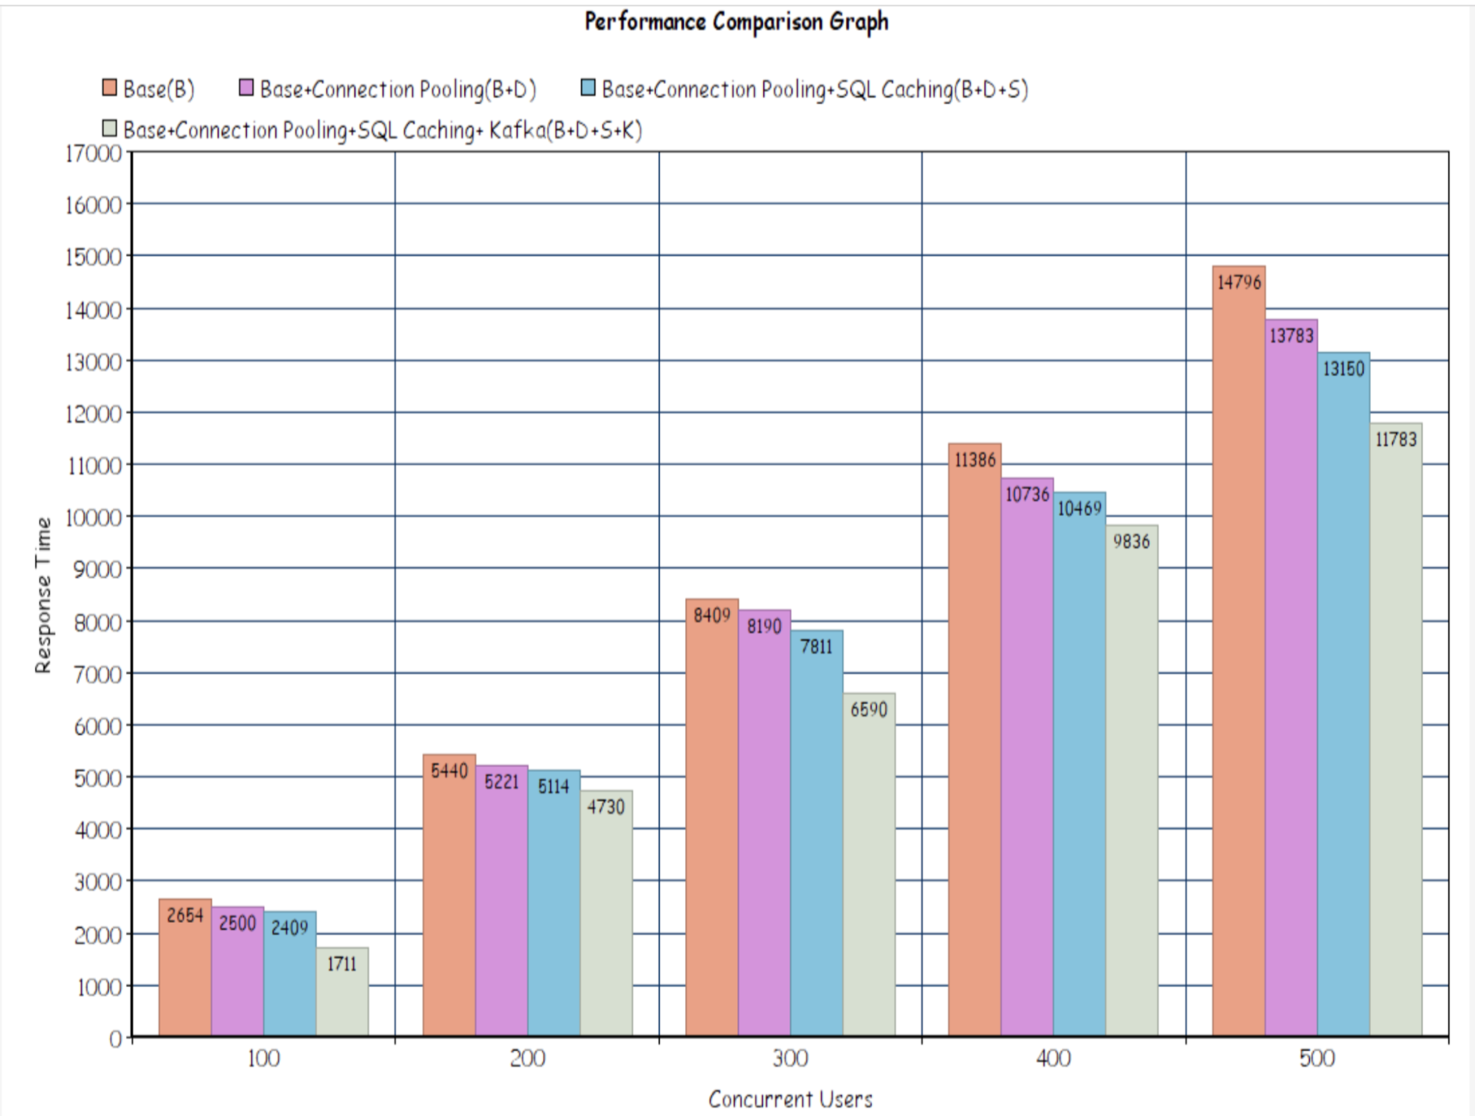 Performance Comparison Graph
Base(B) Base+Connection Pooling(B+D) Base+Connection Pooling+SQL Caching(B+D+S)
Base+Connection Pooling+SQL Caching+ Kafka(B+D+S+K)
17000
16000
15000
14000
13000
12000
11000
10000
9000
8000
7000
6000
5000
4000
3000
2000
1000
0
Response Time
2654 2500 2409 1711
5440 5221 5114 4730
8409 8190 7811 6590
11386 10736 10469 9836
14796 13783 13150 11783
100 200 300 400 500
Concurrent Users